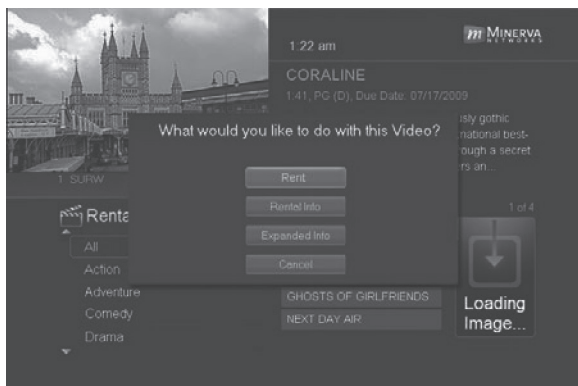 1:22 am
MINERVA
NETWORKS
CORALINE
1:41, PG (D), Due Date: 07/17/2009
usly gothic
national best-
rough a secret
rs an...
What would you like to do with this Video?
1 SURW
Rent
Rental Info
Expanded Info
Cancel
Renta
1 of 4
All
Action
Adventure
Comedy
Drama
GHOSTS OF GIRLFRIENDS
NEXT DAY AIR
Loading
Image...